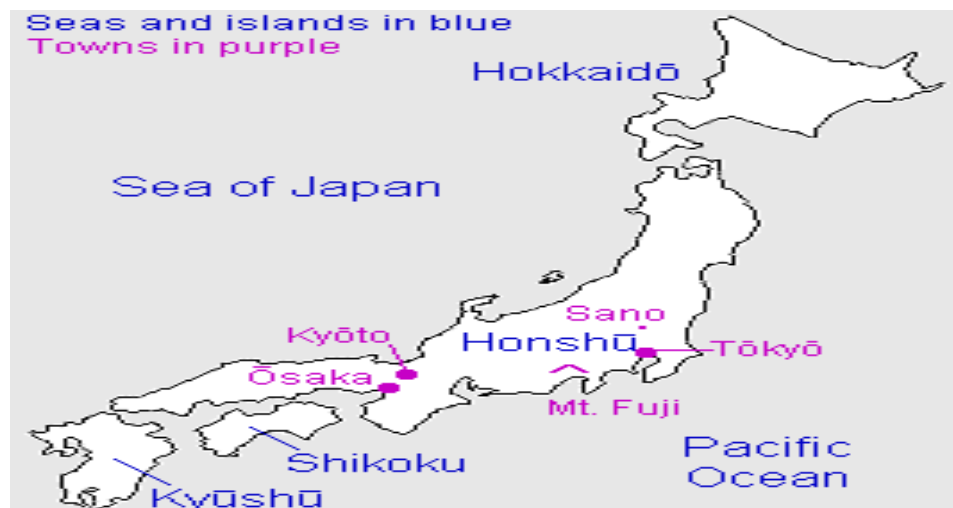 Seas and islands in blue
Towns in purple
Hokkaidō
Sea of Japan
Sano
Kyōto
Honshū
Tōkyō
Ōsaka
Mt. Fuji
Shikoku
Pacific
Ocean
Kyūshū